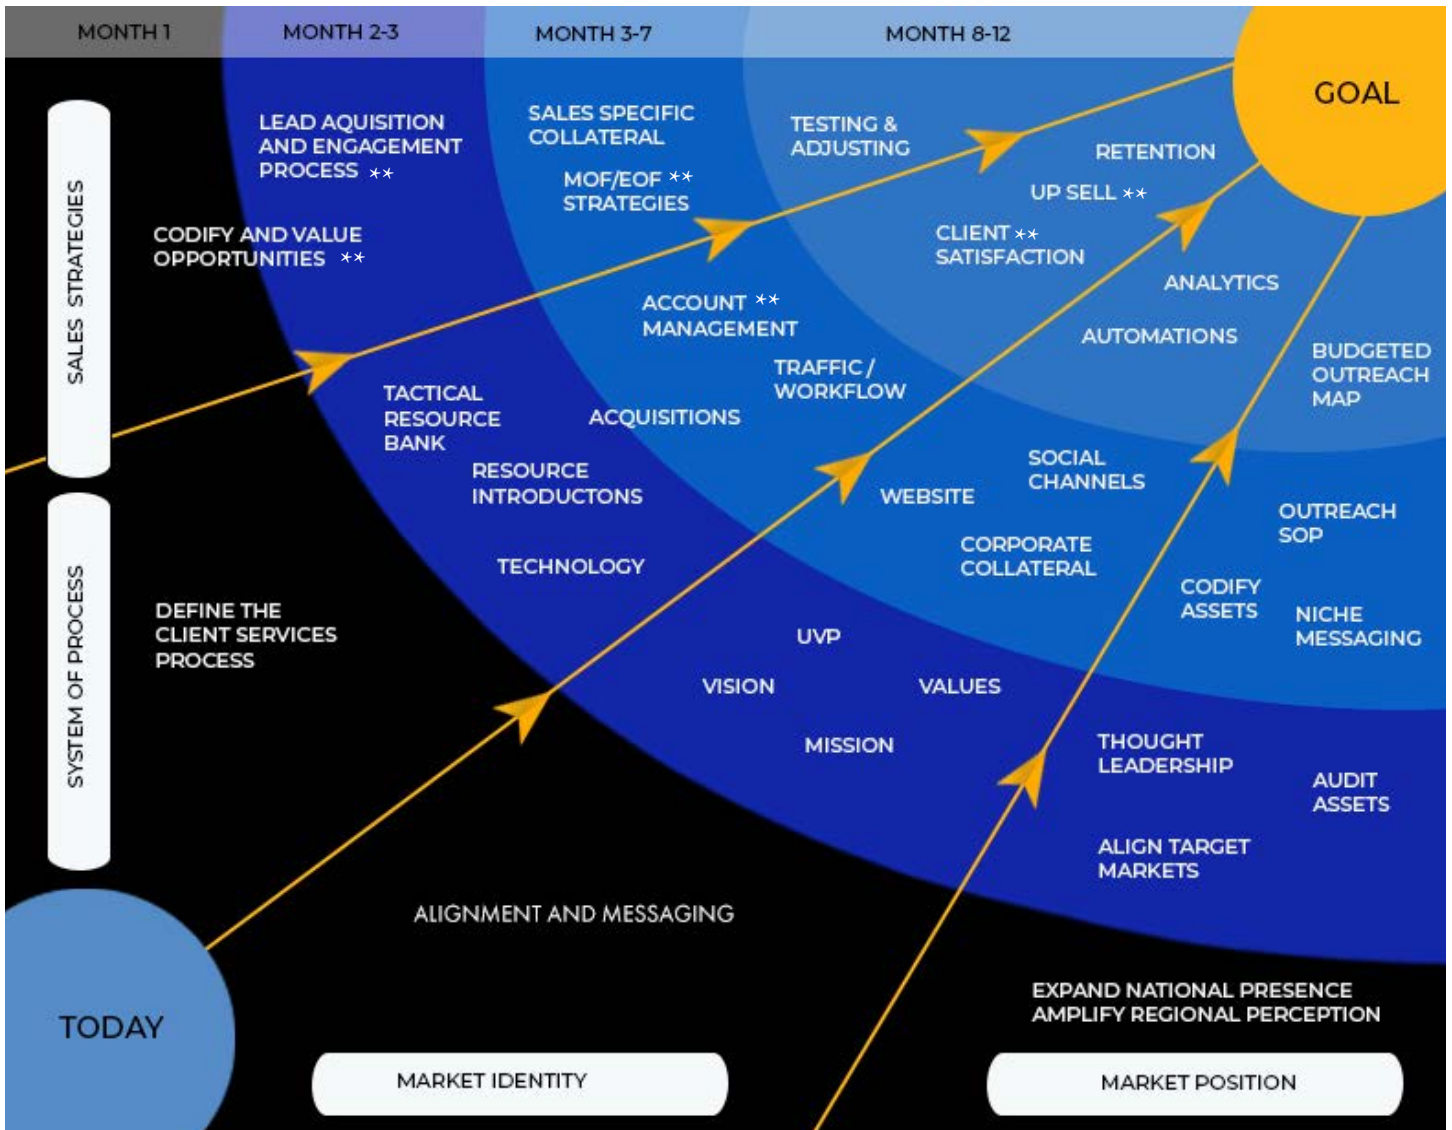 MONTH 1
MONTH 2-3
MONTH 3-7
MONTH 8-12
GOAL
SALES STRATEGIES
LEAD AQUISITION
AND ENGAGEMENT
PROCESS **
CODIFY AND VALUE
OPPORTUNITIES **
SALES SPECIFIC
COLLATERAL
MOF/EOF **
STRATEGIES
ACCOUNT **
MANAGEMENT
TESTING &
ADJUSTING
RETENTION
UP SELL **
CLIENT **
SATISFACTION
ANALYTICS
AUTOMATIONS
BUDGETED
OUTREACH
MAP
TACTICAL
RESOURCE
BANK
ACQUISITIONS
TRAFFIC /
WORKFLOW
RESOURCE
INTRODUCTONS
TECHNOLOGY
WEBSITE
SOCIAL
CHANNELS
CORPORATE
COLLATERAL
OUTREACH
SOP
CODIFY
ASSETS
NICHE
MESSAGING
SYSTEM OF PROCESS
DEFINE THE
CLIENT SERVICES
PROCESS
UVP
VISION
VALUES
MISSION
THOUGHT
LEADERSHIP
AUDIT
ASSETS
ALIGN TARGET
MARKETS
ALIGNMENT AND MESSAGING
EXPAND NATIONAL PRESENCE
AMPLIFY REGIONAL PERCEPTION
TODAY
MARKET IDENTITY
MARKET POSITION